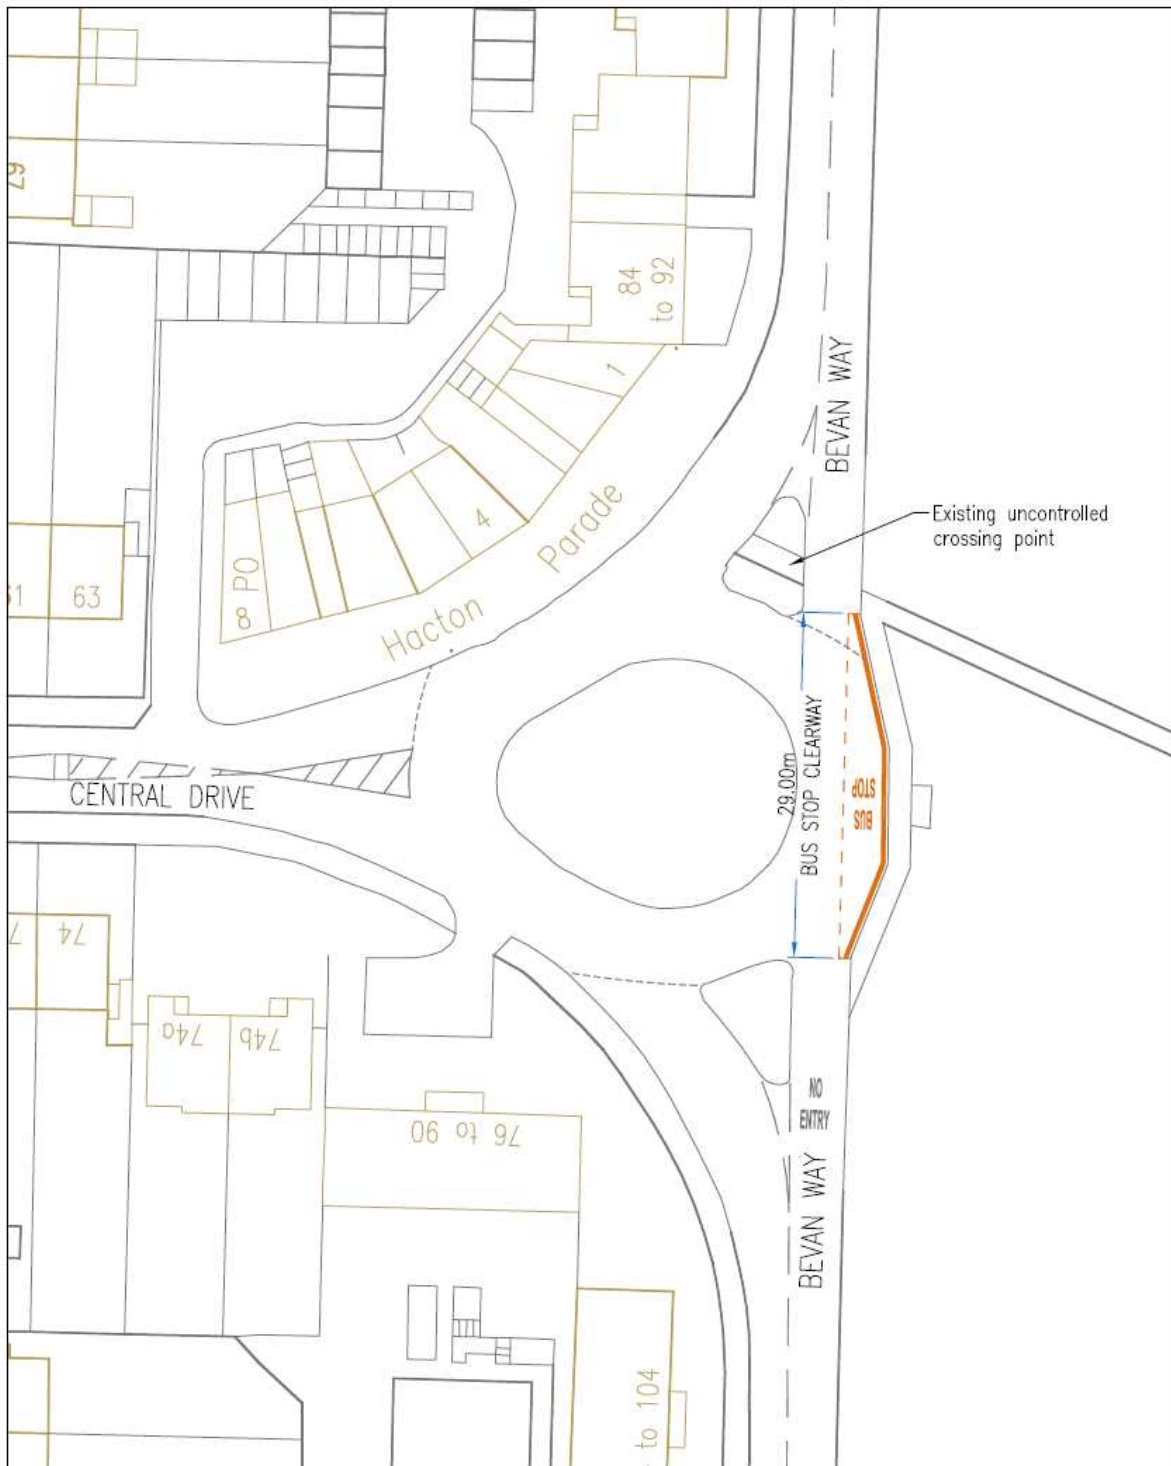 67
84
to 92
1
BEVAN WAY
Existing uncontrolled
crossing point
Parade
4
8 PO
63
Hacton
29.00m
BUS STOP CLEARWAY
BUS
STOP
CENTRAL DRIVE
74
74a
74b
76 to 90
NO
ENTRY
BEVAN WAY
to 104